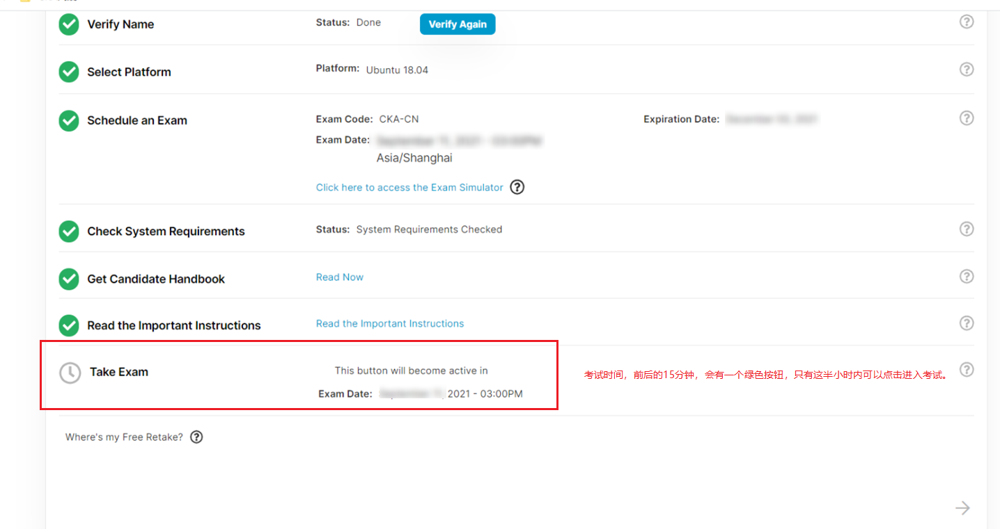 Verify Name
Status: Done
Verify Again
Select Platform
Platform: Ubuntu 18.04
Schedule an Exam
Exam Code: CKA-CN
Expiration Date:
Exam Date:
Asia/Shanghai
Click here to access the Exam Simulator
Check System Requirements
Status: System Requirements Checked
Get Candidate Handbook
Read Now
Read the Important Instructions
Read the Important Instructions
Take Exam
This button will become active in
Exam Date: 2021 - 03:00PM
考试时间，前后的15分钟，会有一个绿色按钮，只有这半小时内可以点击进入考试。
Where's my Free Retake?